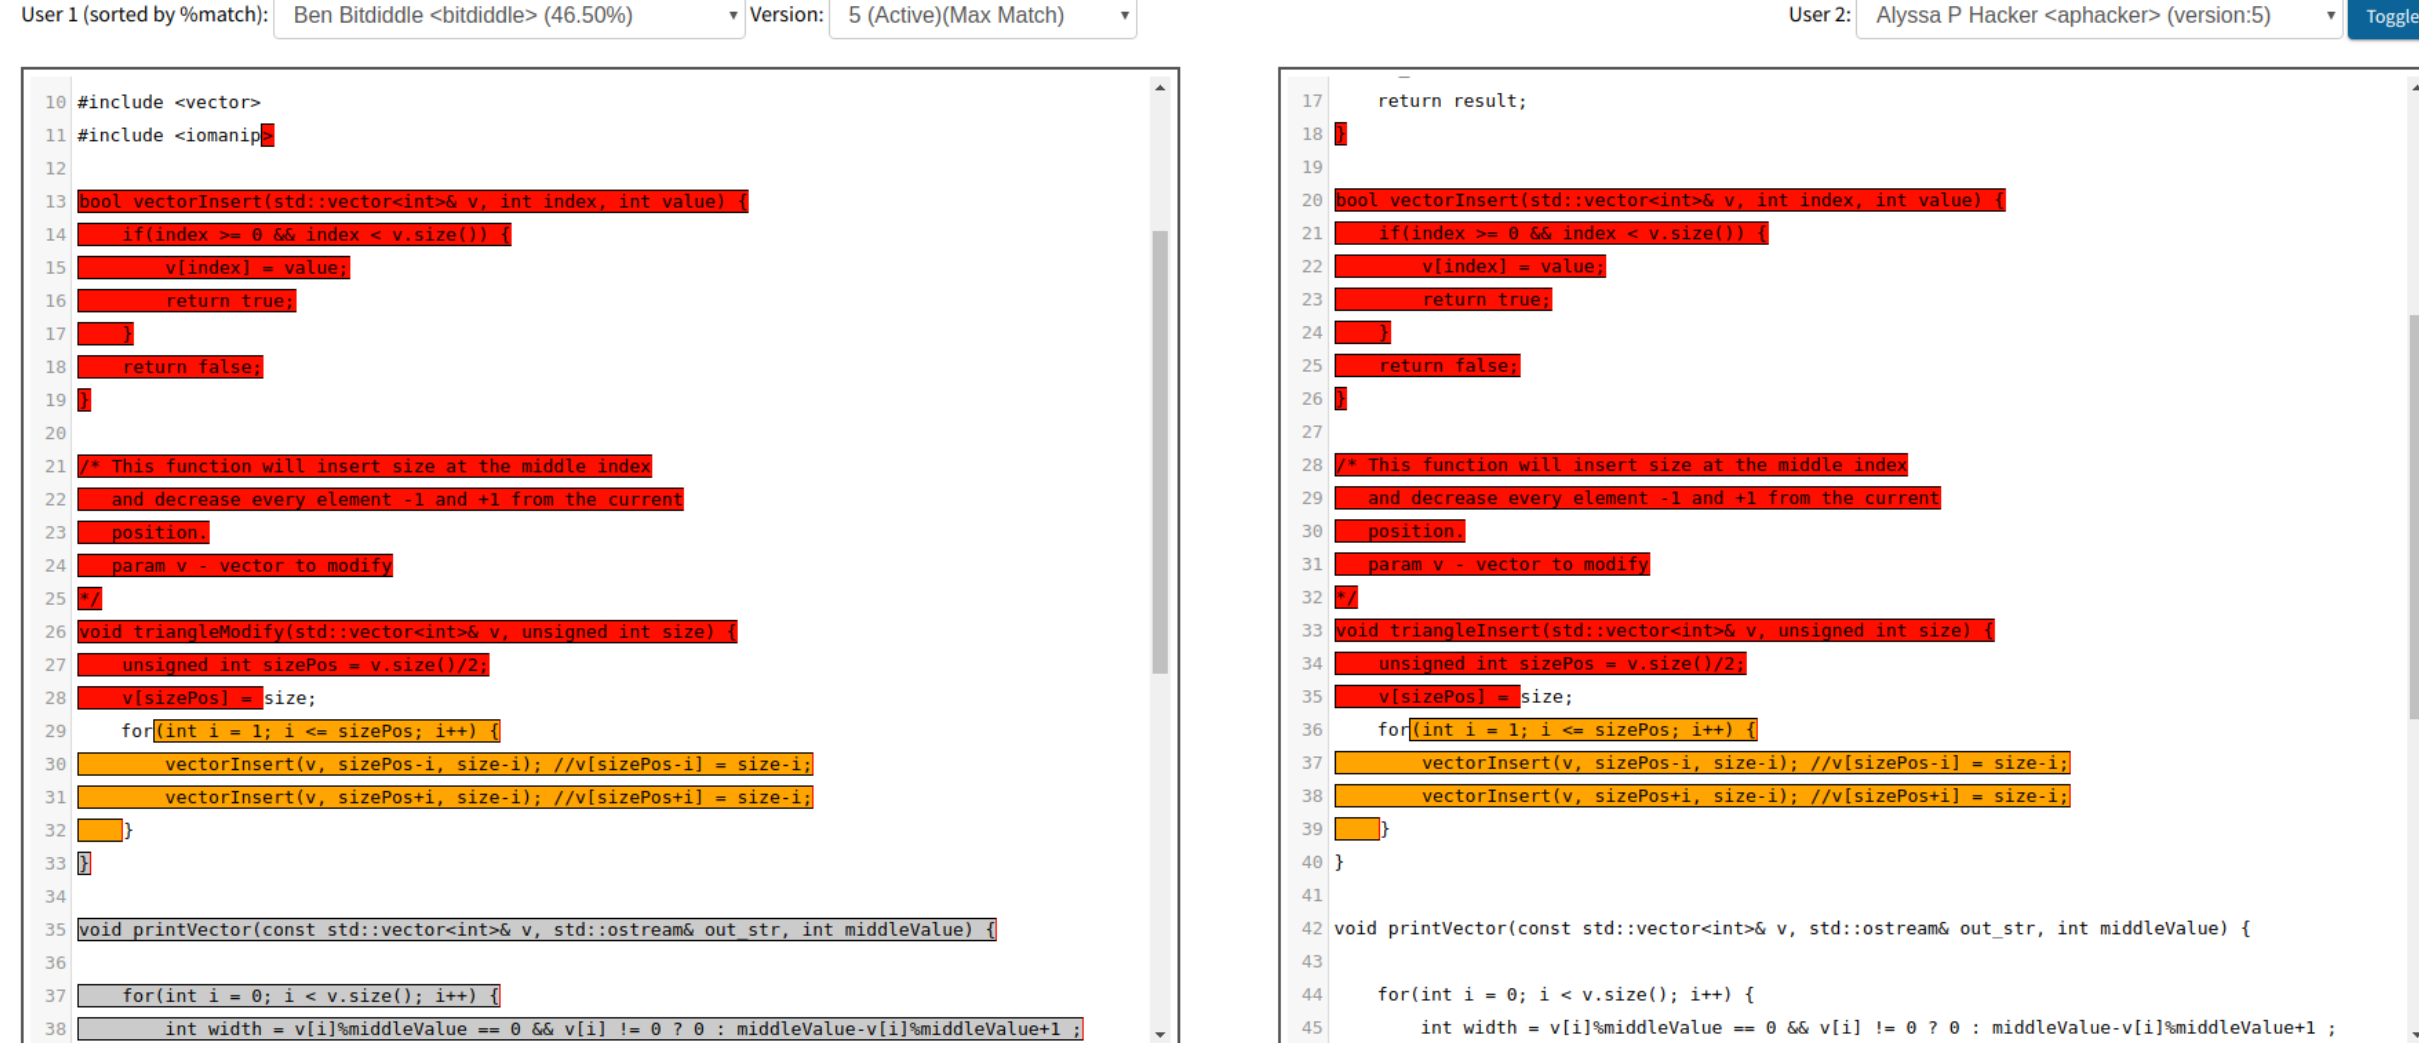 User 1 (sorted by %match): Ben Bitdiddle <bitdiddle> (46.50%) Version: 5 (Active)(Max Match) User 2: Alyssa P Hacker <aphacker> (version:5) Toggle
10 #include <vector>
11 #include <iomanip>
12
13 bool vectorInsert(std::vector<int>& v, int index, int value) {
14     if(index >= 0 && index < v.size()) {
15         v[index] = value;
16         return true;
17     }
18     return false;
19 }
20
21 /* This function will insert size at the middle index
22    and decrease every element -1 and +1 from the current
23    position.
24    param v - vector to modify
25 */
26 void triangleModify(std::vector<int>& v, unsigned int size) {
27     unsigned int sizePos = v.size()/2;
28     v[sizePos] = size;
29     for(int i = 1; i <= sizePos; i++) {
30         vectorInsert(v, sizePos-i, size-i); //v[sizePos-i] = size-i;
31         vectorInsert(v, sizePos+i, size-i); //v[sizePos+i] = size-i;
32     }
33 }
34
35 void printVector(const std::vector<int>& v, std::ostream& out_str, int middleValue) {
36
37     for(int i = 0; i < v.size(); i++) {
38         int width = v[i]%middleValue == 0 && v[i] != 0 ? 0 : middleValue-v[i]%middleValue+1 ;
17     return result;
18 }
19
20 bool vectorInsert(std::vector<int>& v, int index, int value) {
21     if(index >= 0 && index < v.size()) {
22         v[index] = value;
23         return true;
24     }
25     return false;
26 }
27
28 /* This function will insert size at the middle index
29    and decrease every element -1 and +1 from the current
30    position.
31    param v - vector to modify
32 */
33 void triangleInsert(std::vector<int>& v, unsigned int size) {
34     unsigned int sizePos = v.size()/2;
35     v[sizePos] = size;
36     for(int i = 1; i <= sizePos; i++) {
37         vectorInsert(v, sizePos-i, size-i); //v[sizePos-i] = size-i;
38         vectorInsert(v, sizePos+i, size-i); //v[sizePos+i] = size-i;
39     }
40 }
41
42 void printVector(const std::vector<int>& v, std::ostream& out_str, int middleValue) {
43
44     for(int i = 0; i < v.size(); i++) {
45         int width = v[i]%middleValue == 0 && v[i] != 0 ? 0 : middleValue-v[i]%middleValue+1 ;